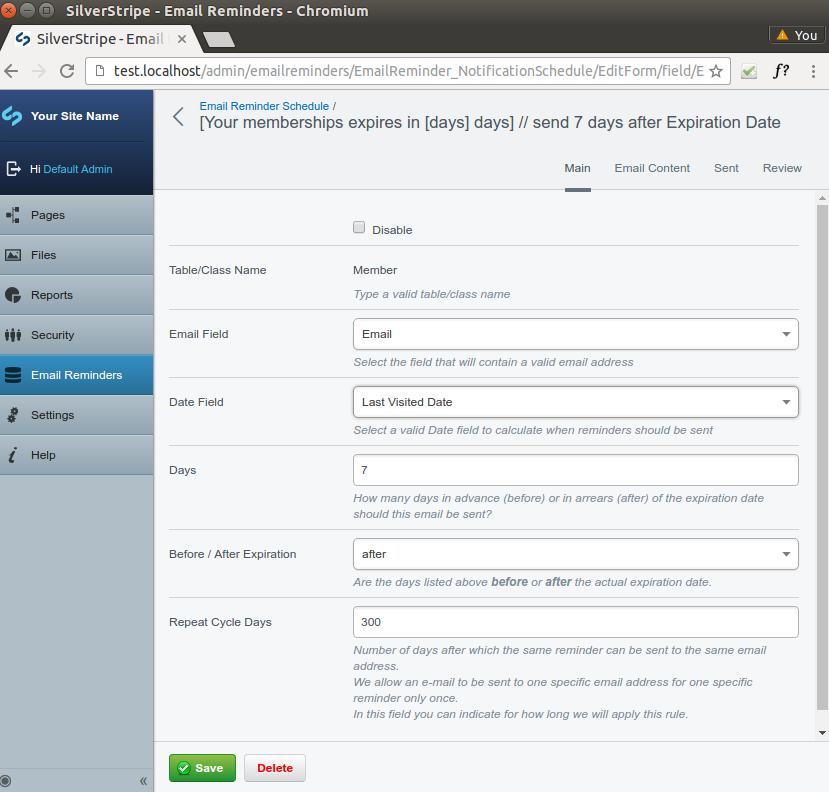 SilverStripe - Email Reminders - Chromium
SilverStripe - Email
You
test.localhost/admin/emailreminders/EmailReminder_NotificationSchedule/EditForm/field/E
f?
Your Site Name
Hi Default Admin
Pages
Files
Reports
Security
Email Reminders
Settings
Help
Email Reminder Schedule /
[Your memberships expires in [days] days] // send 7 days after Expiration Date
Main Email Content Sent Review
Disable
Table/Class Name Member
Type a valid table/class name
Email Field Email
Select the field that will contain a valid email address
Date Field Last Visited Date
Select a valid Date field to calculate when reminders should be sent
Days 7
How many days in advance (before) or in arrears (after) of the expiration date
should this email be sent?
Before / After Expiration after
Are the days listed above before or after the actual expiration date.
Repeat Cycle Days 300
Number of days after which the same reminder can be sent to the same email
address.
We allow an e-mail to be sent to one specific email address for one specific
reminder only once.
In this field you can indicate for how long we will apply this rule.
Save Delete
«